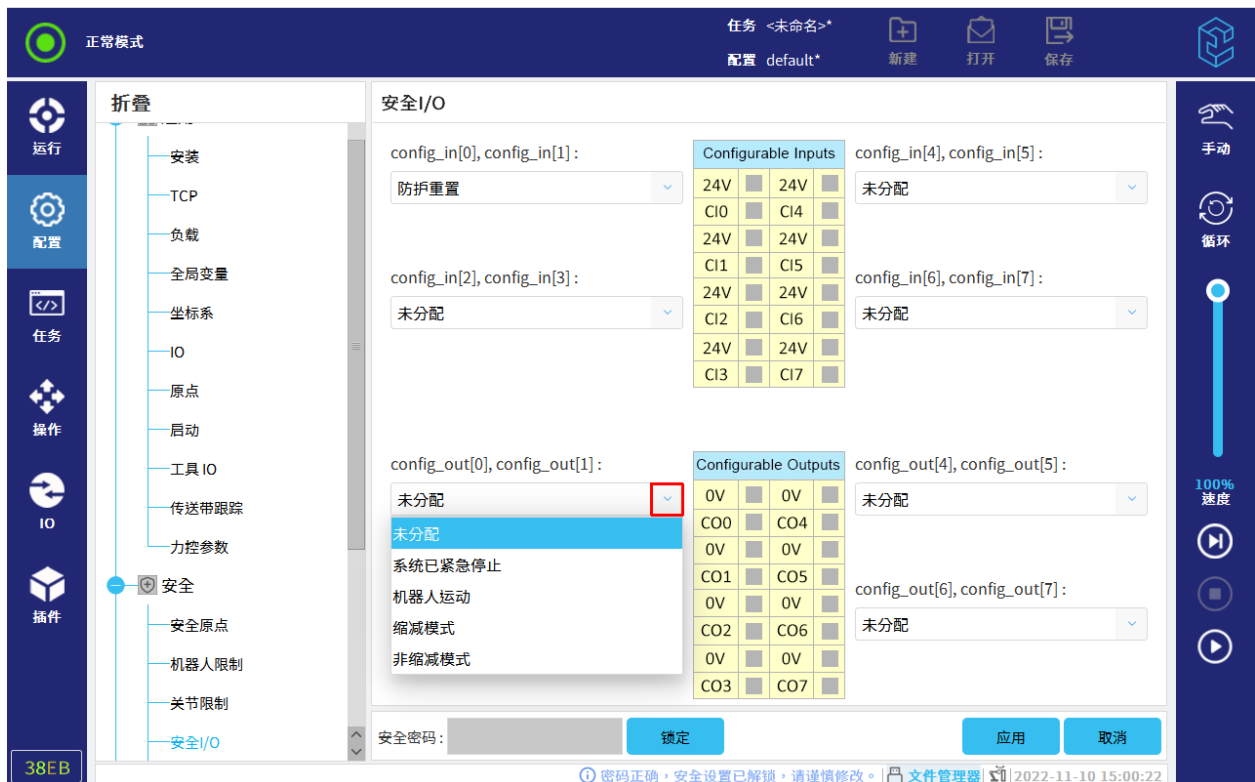 正常模式
任务 <未命名>*
配置 default*
新建
打开
保存
运行
配置
任务
操作
IO
插件
38EB
折叠
安装
TCP
负载
全局变量
坐标系
IO
原点
启动
工具 IO
传送带跟踪
力控参数
安全
安全原点
机器人限制
关节限制
安全I/O
安全I/O
config_in[0], config_in[1] :
防护重置
config_in[2], config_in[3] :
未分配
Configurable Inputs
24V 24V
CI0 CI4
24V 24V
CI1 CI5
24V 24V
CI2 CI6
24V 24V
CI3 CI7
config_in[4], config_in[5] :
未分配
config_in[6], config_in[7] :
未分配
config_out[0], config_out[1] :
未分配
未分配
系统已紧急停止
机器人运动
缩减模式
非缩减模式
Configurable Outputs
0V 0V
CO0 CO4
0V 0V
CO1 CO5
0V 0V
CO2 CO6
0V 0V
CO3 CO7
config_out[4], config_out[5] :
未分配
config_out[6], config_out[7] :
未分配
安全密码 :
锁定
应用
取消
密码正确，安全设置已解锁，请谨慎修改。
文件管理器
2022-11-10 15:00:22
手动
循环
100%
速度